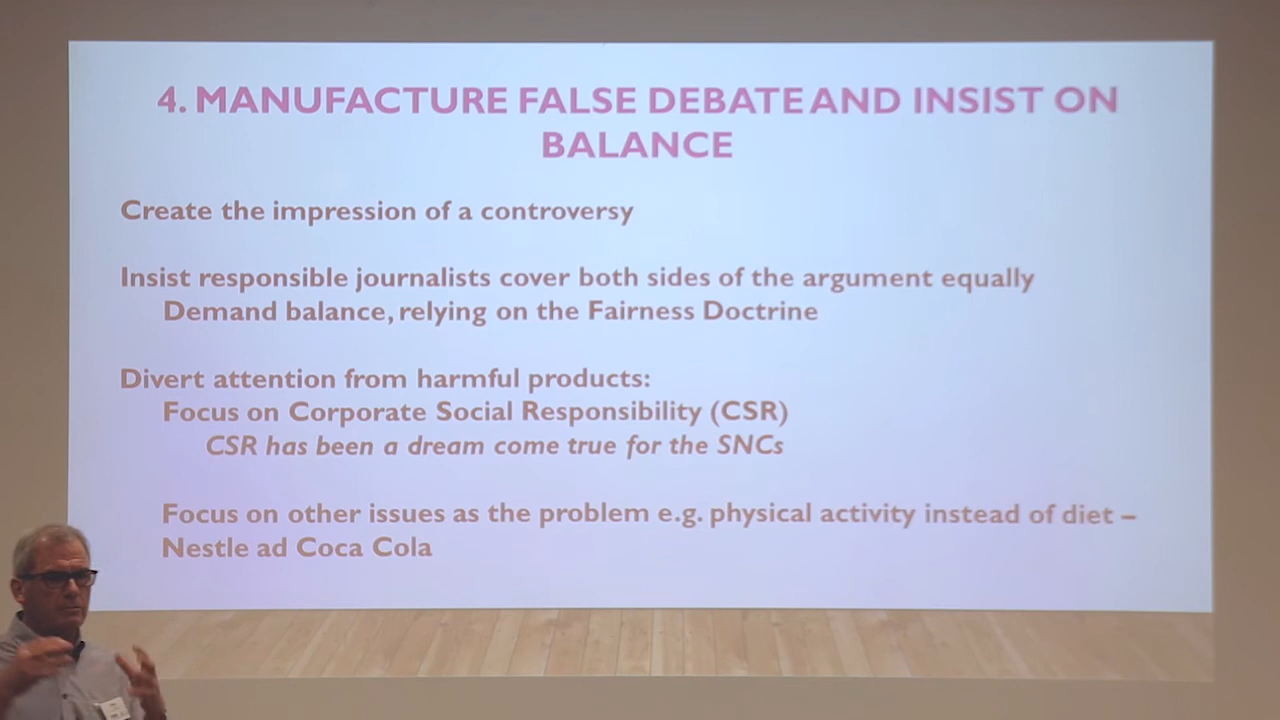 4. MANUFACTURE FALSE DEBATE AND INSIST ON
BALANCE
Create the impression of a controversy
Insist responsible journalists cover both sides of the argument equally
Demand balance, relying on the Fairness Doctrine
Divert attention from harmful products:
Focus on Corporate Social Responsibility (CSR)
CSR has been a dream come true for the SNCs
Focus on other issues as the problem e.g. physical activity instead of diet –
Nestle ad Coca Cola